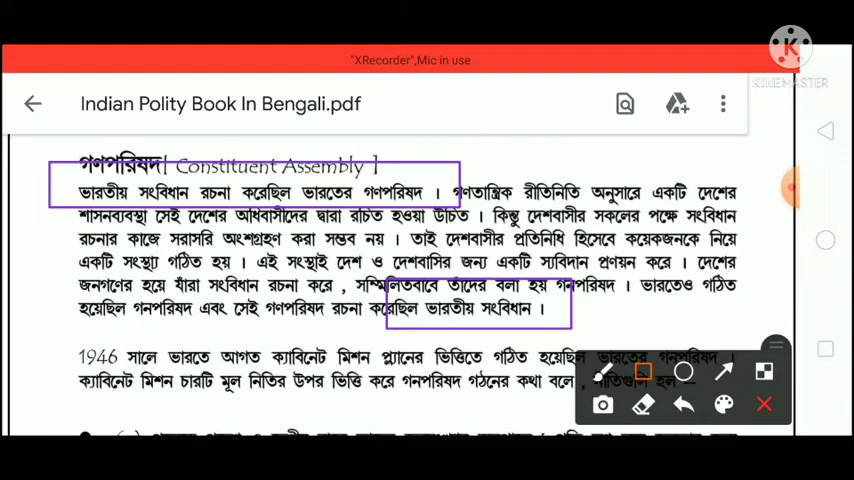 "XRecorder",Mic in use
K
KINEMASTER
Indian Polity Book In Bengali.pdf
গণপরিষদ[ Constituent Assembly ]
ভারতীয় সংবিধান রচনা করেছিল ভারতের গণপরিষদ । গণতান্ত্রিক রীতিনিতি অনুসারে একটি দেশের
শাসনব্যবস্থা সেই দেশের অধিবাসীদের দ্বারা রচিত হওয়া উচিত । কিন্তু দেশবাসীর সকলের পক্ষে সংবিধান
রচনার কাজে সরাসরি অংশগ্রহণ করা সম্ভব নয় । তাই দেশবাসীর প্রতিনিধি হিসেবে কয়েকজনকে নিয়ে
একটি সংস্থ্যা গঠিত হয় । এই সংস্থাই দেশ ও দেশবাসির জন্য একটি স্যবিদান প্রণয়ন করে । দেশের
জনগণের হয়ে যাঁরা সংবিধান রচনা করে , সম্মিলিতবাবে তাঁদের বলা হয় গনপরিষদ । ভারতেও গঠিত
হয়েছিল গনপরিষদ এবং সেই গণপরিষদ রচনা করেছিল ভারতীয় সংবিধান ।
1946 সালে ভারতে আগত ক্যাবিনেট মিশন প্ল্যানের ভিত্তিতে গঠিত হয়েছিল ভারতের গনপরিষদ ।
ক্যাবিনেট মিশন চারটি মূল নিতির উপর ভিত্তি করে গনপরিষদ গঠনের কথা বলে , নীতিগুলি হল –